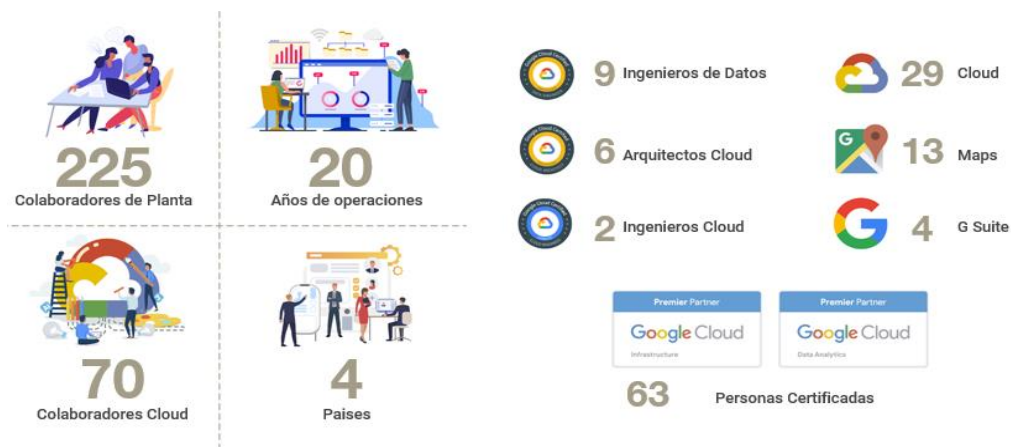 225
Colaboradores de Planta
20
Años de operaciones
70
Colaboradores Cloud
4
Paises
9 Ingenieros de Datos
6 Arquitectos Cloud
2 Ingenieros Cloud
29 Cloud
13 Maps
4 G Suite
Premier Partner
Google Cloud
Infrastructure
Premier Partner
Google Cloud
Data Analytics
63 Personas Certificadas